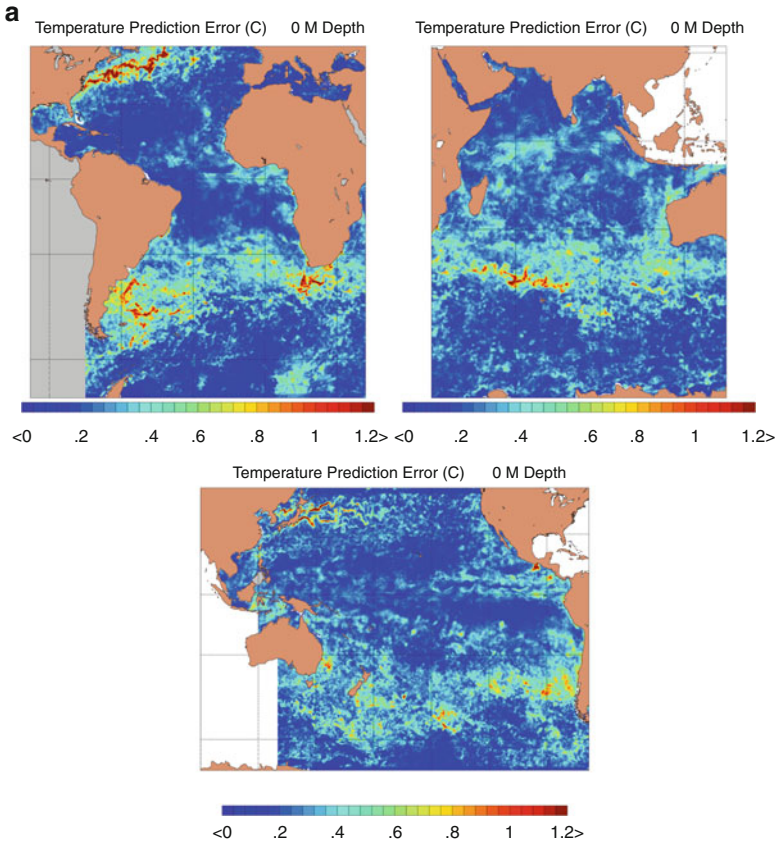 a
Temperature Prediction Error (C) 0 M Depth
Temperature Prediction Error (C) 0 M Depth
<0 .2 .4 .6 .8 1 1.2>
<0 .2 .4 .6 .8 1 1.2>
Temperature Prediction Error (C) 0 M Depth
<0 .2 .4 .6 .8 1 1.2>